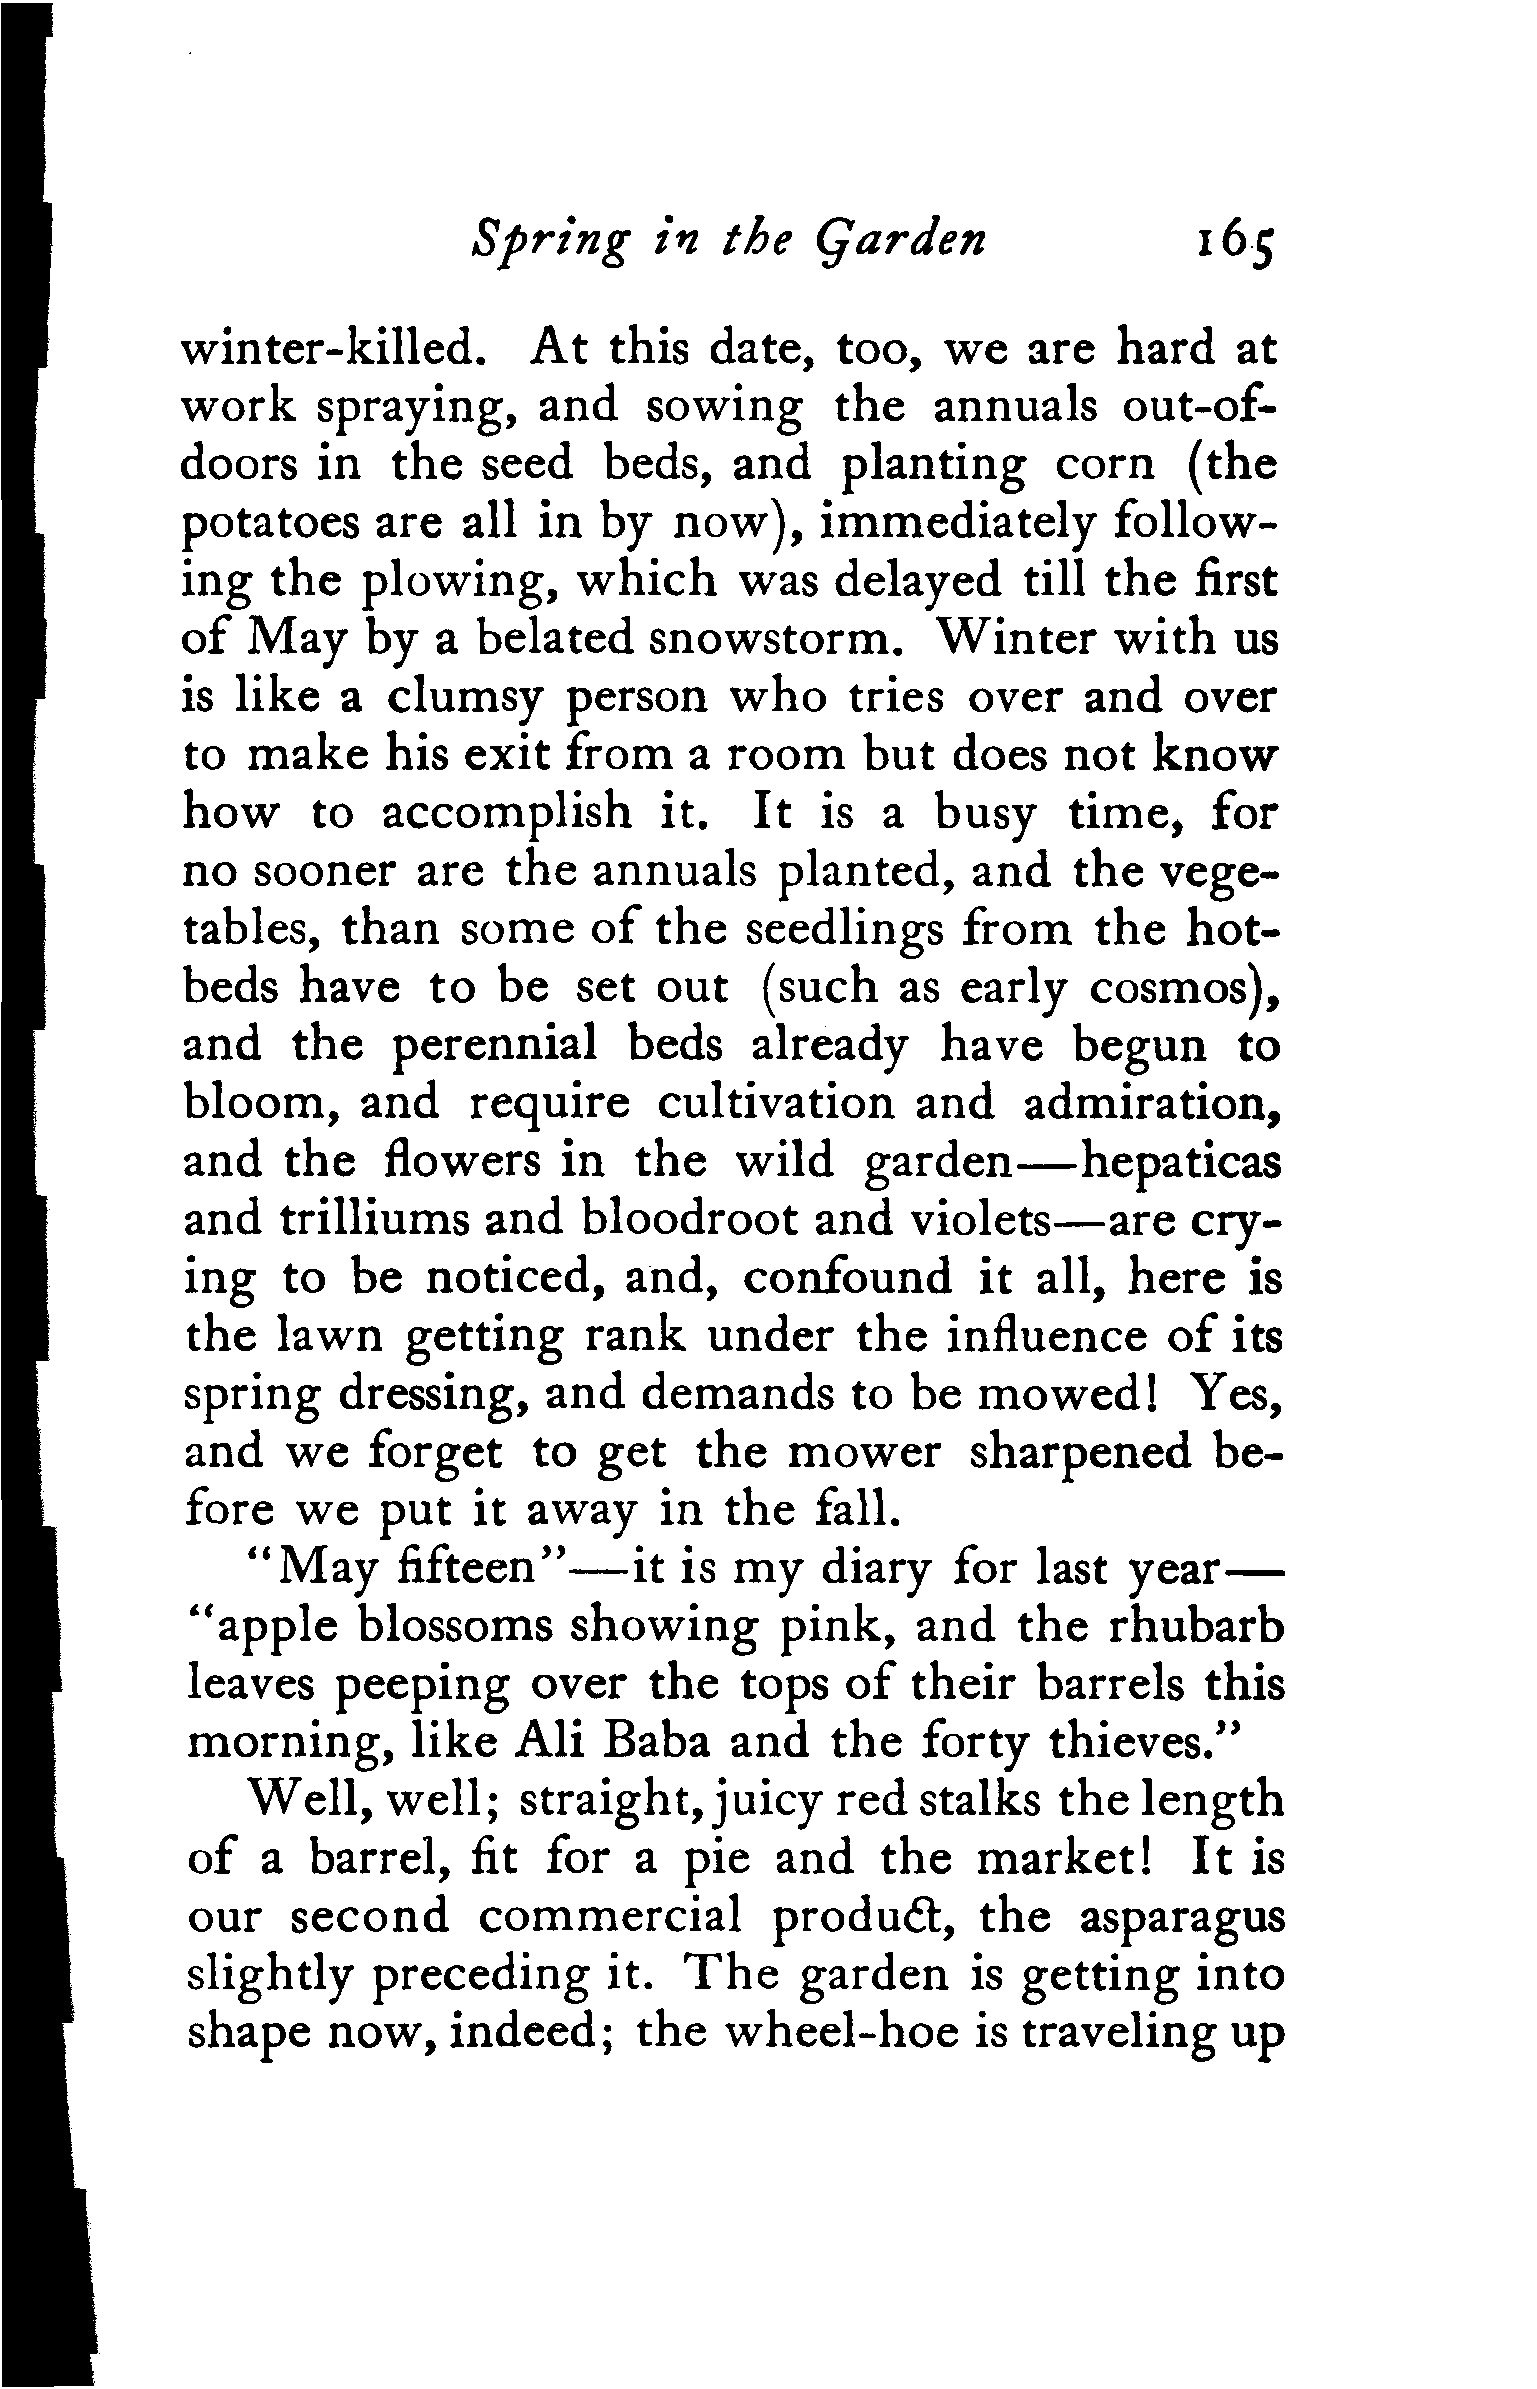 Spring in the Garden 165
winter-killed. At this date, too, we are hard at
work spraying, and sowing the annuals out-of-
doors in the seed beds, and planting corn (the
potatoes are all in by now), immediately follow-
ing the plowing, which was delayed till the first
of May by a belated snowstorm. Winter with us
is like a clumsy person who tries over and over
to make his exit from a room but does not know
how to accomplish it. It is a busy time, for
no sooner are the annuals planted, and the vege-
tables, than some of the seedlings from the hot-
beds have to be set out (such as early cosmos),
and the perennial beds already have begun to
bloom, and require cultivation and admiration,
and the flowers in the wild garden—hepaticas
and trilliums and bloodroot and violets—are cry-
ing to be noticed, and, confound it all, here is
the lawn getting rank under the influence of its
spring dressing, and demands to be mowed! Yes,
and we forget to get the mower sharpened be-
fore we put it away in the fall.
“May fifteen”—it is my diary for last year—
“apple blossoms showing pink, and the rhubarb
leaves peeping over the tops of their barrels this
morning, like Ali Baba and the forty thieves.”
Well, well; straight, juicy red stalks the length
of a barrel, fit for a pie and the market! It is
our second commercial product, the asparagus
slightly preceding it. The garden is getting into
shape now, indeed; the wheel-hoe is traveling up